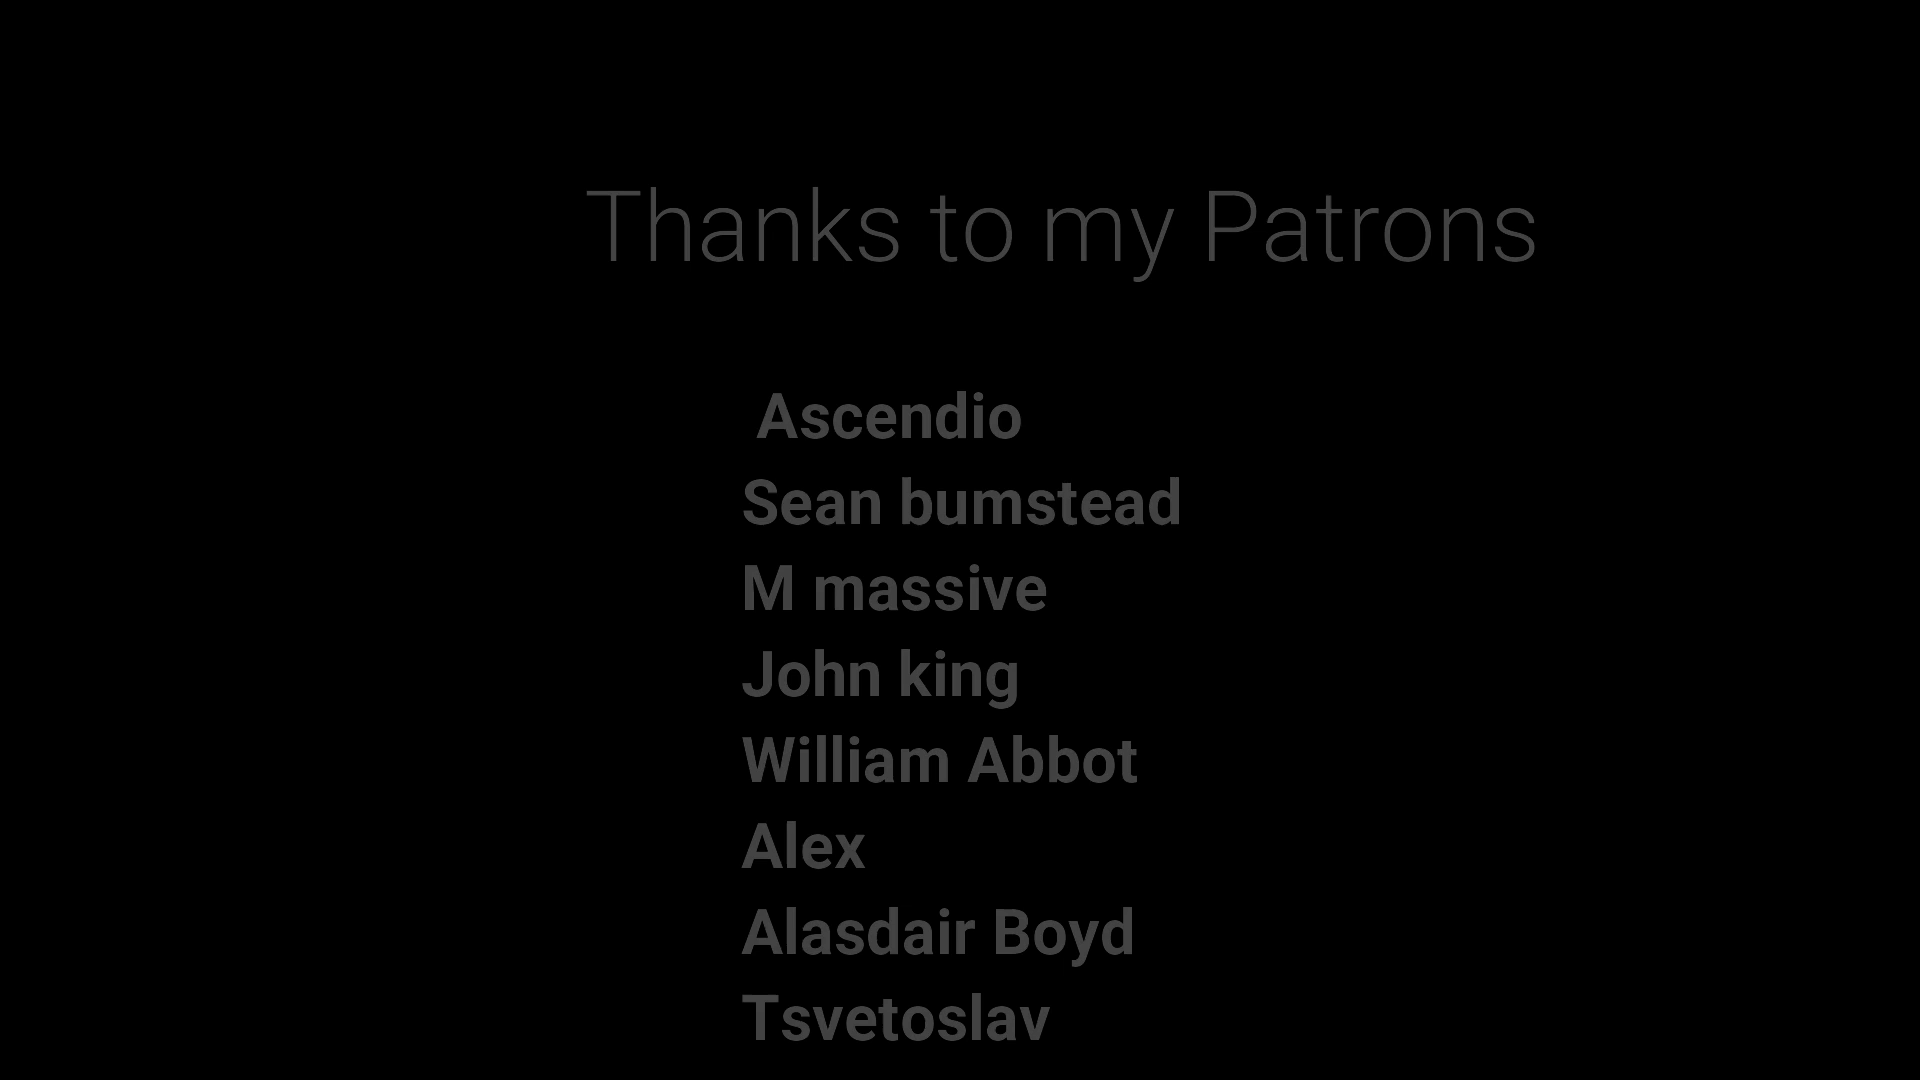 Thanks to my Patrons
Ascendio
Sean bumstead
M massive
John king
William Abbot
Alex
Alasdair Boyd
Tsvetoslav